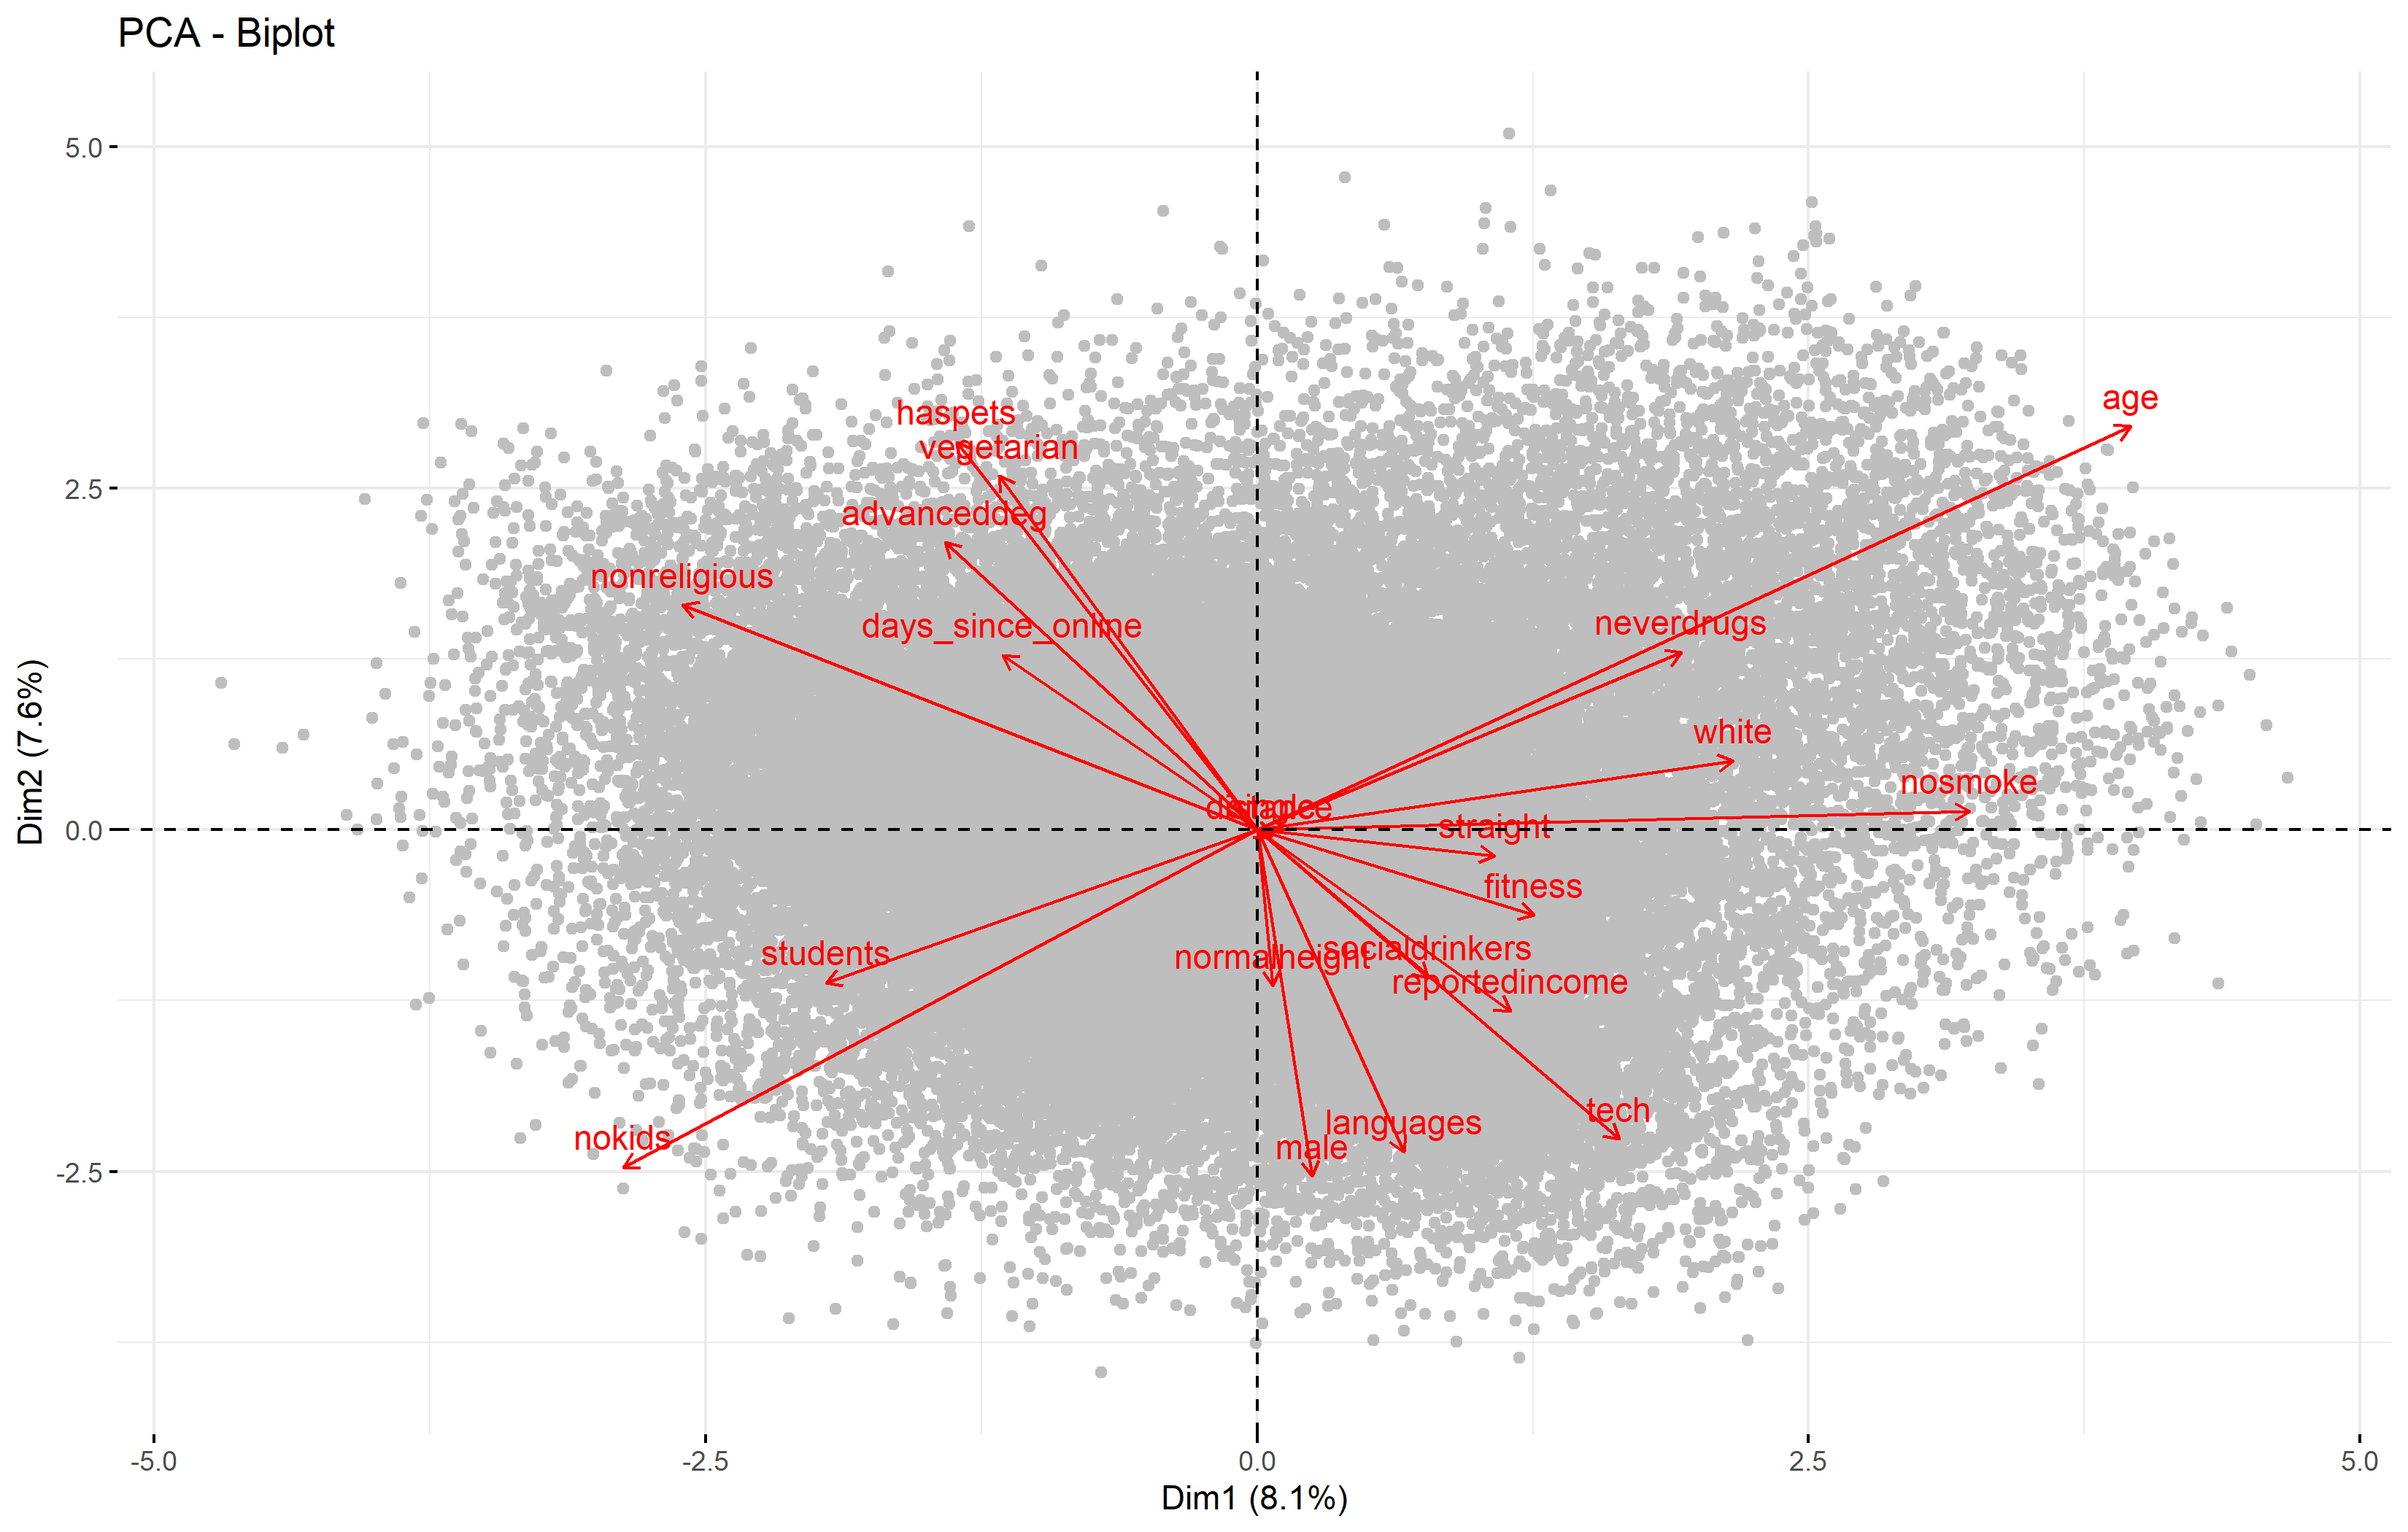 PCA - Biplot
5.0
2.5
0.0
-2.5
Dim2 (7.6%)
age
haspets
vegetarian
advanceddeg
nonreligious
days_since_online
neverdrugs
white
nosmoke
straight
fitness
students
normalheight
socialdrinkers
reportedincome
nokids
languages
male
tech
-5.0
-2.5
0.0
2.5
5.0
Dim1 (8.1%)